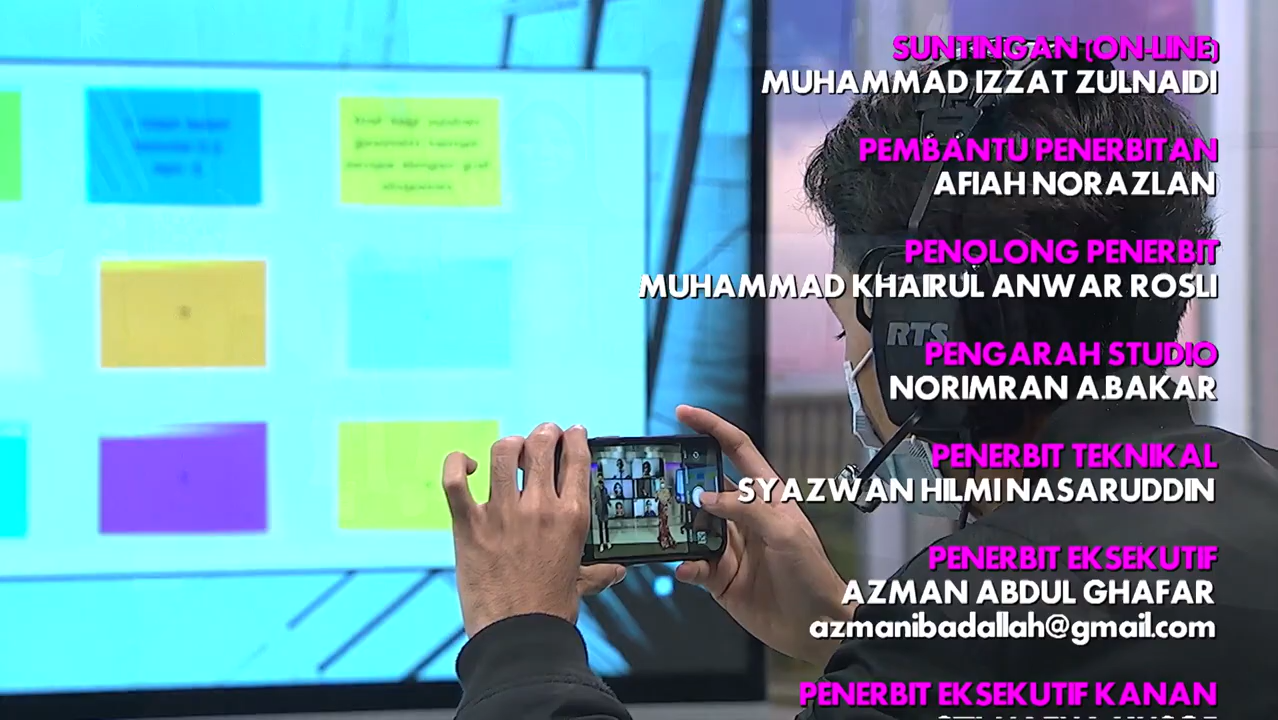 SUNTINGAN (ON-LINE)
MUHAMMAD IZZAT ZULNAIDI
PEMBANTU PENERBITAN
AFIAH NORAZLAN
PENOLONG PENERBIT
MUHAMMAD KHAIRUL ANWAR ROSLI
RTS
PENGARAH STUDIO
NORIMRAN A.BAKAR
PENERBIT TEKNIKAL
SYAZWAN HILMI NASARUDDIN
PENERBIT EKSEKUTIF
AZMAN ABDUL GHAFAR
azmanibadallah@gmail.com
PENERBIT EKSEKUTIF KANAN